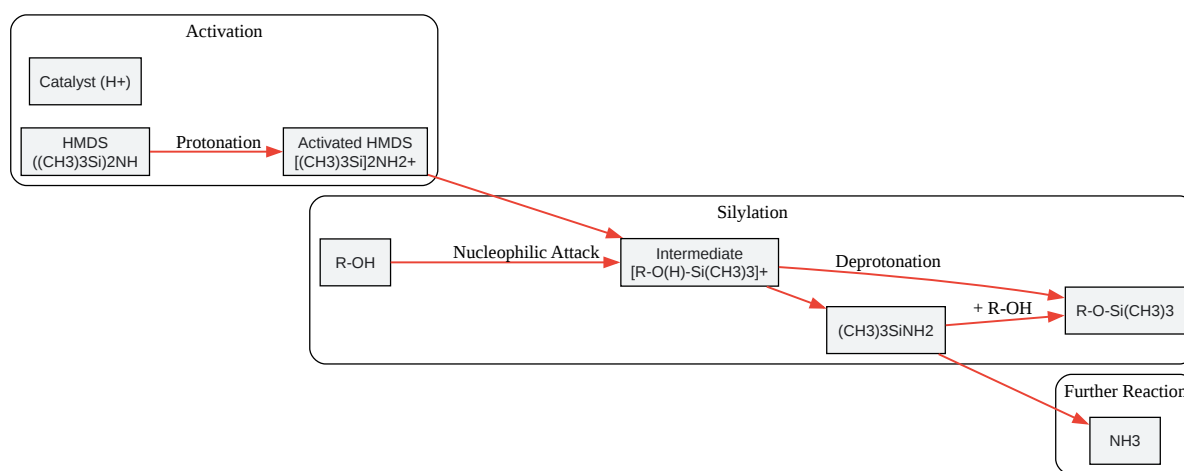 Activation
Catalyst (H+)
HMDS
((CH3)3Si)2NH
Protonation
Activated HMDS
[(CH3)3Si]2NH2+
Silylation
R-OH
Nucleophilic Attack
Intermediate
[R-O(H)-Si(CH3)3]+
Deprotonation
(CH3)3SiNH2
+ R-OH
R-O-Si(CH3)3
Further Reaction
NH3